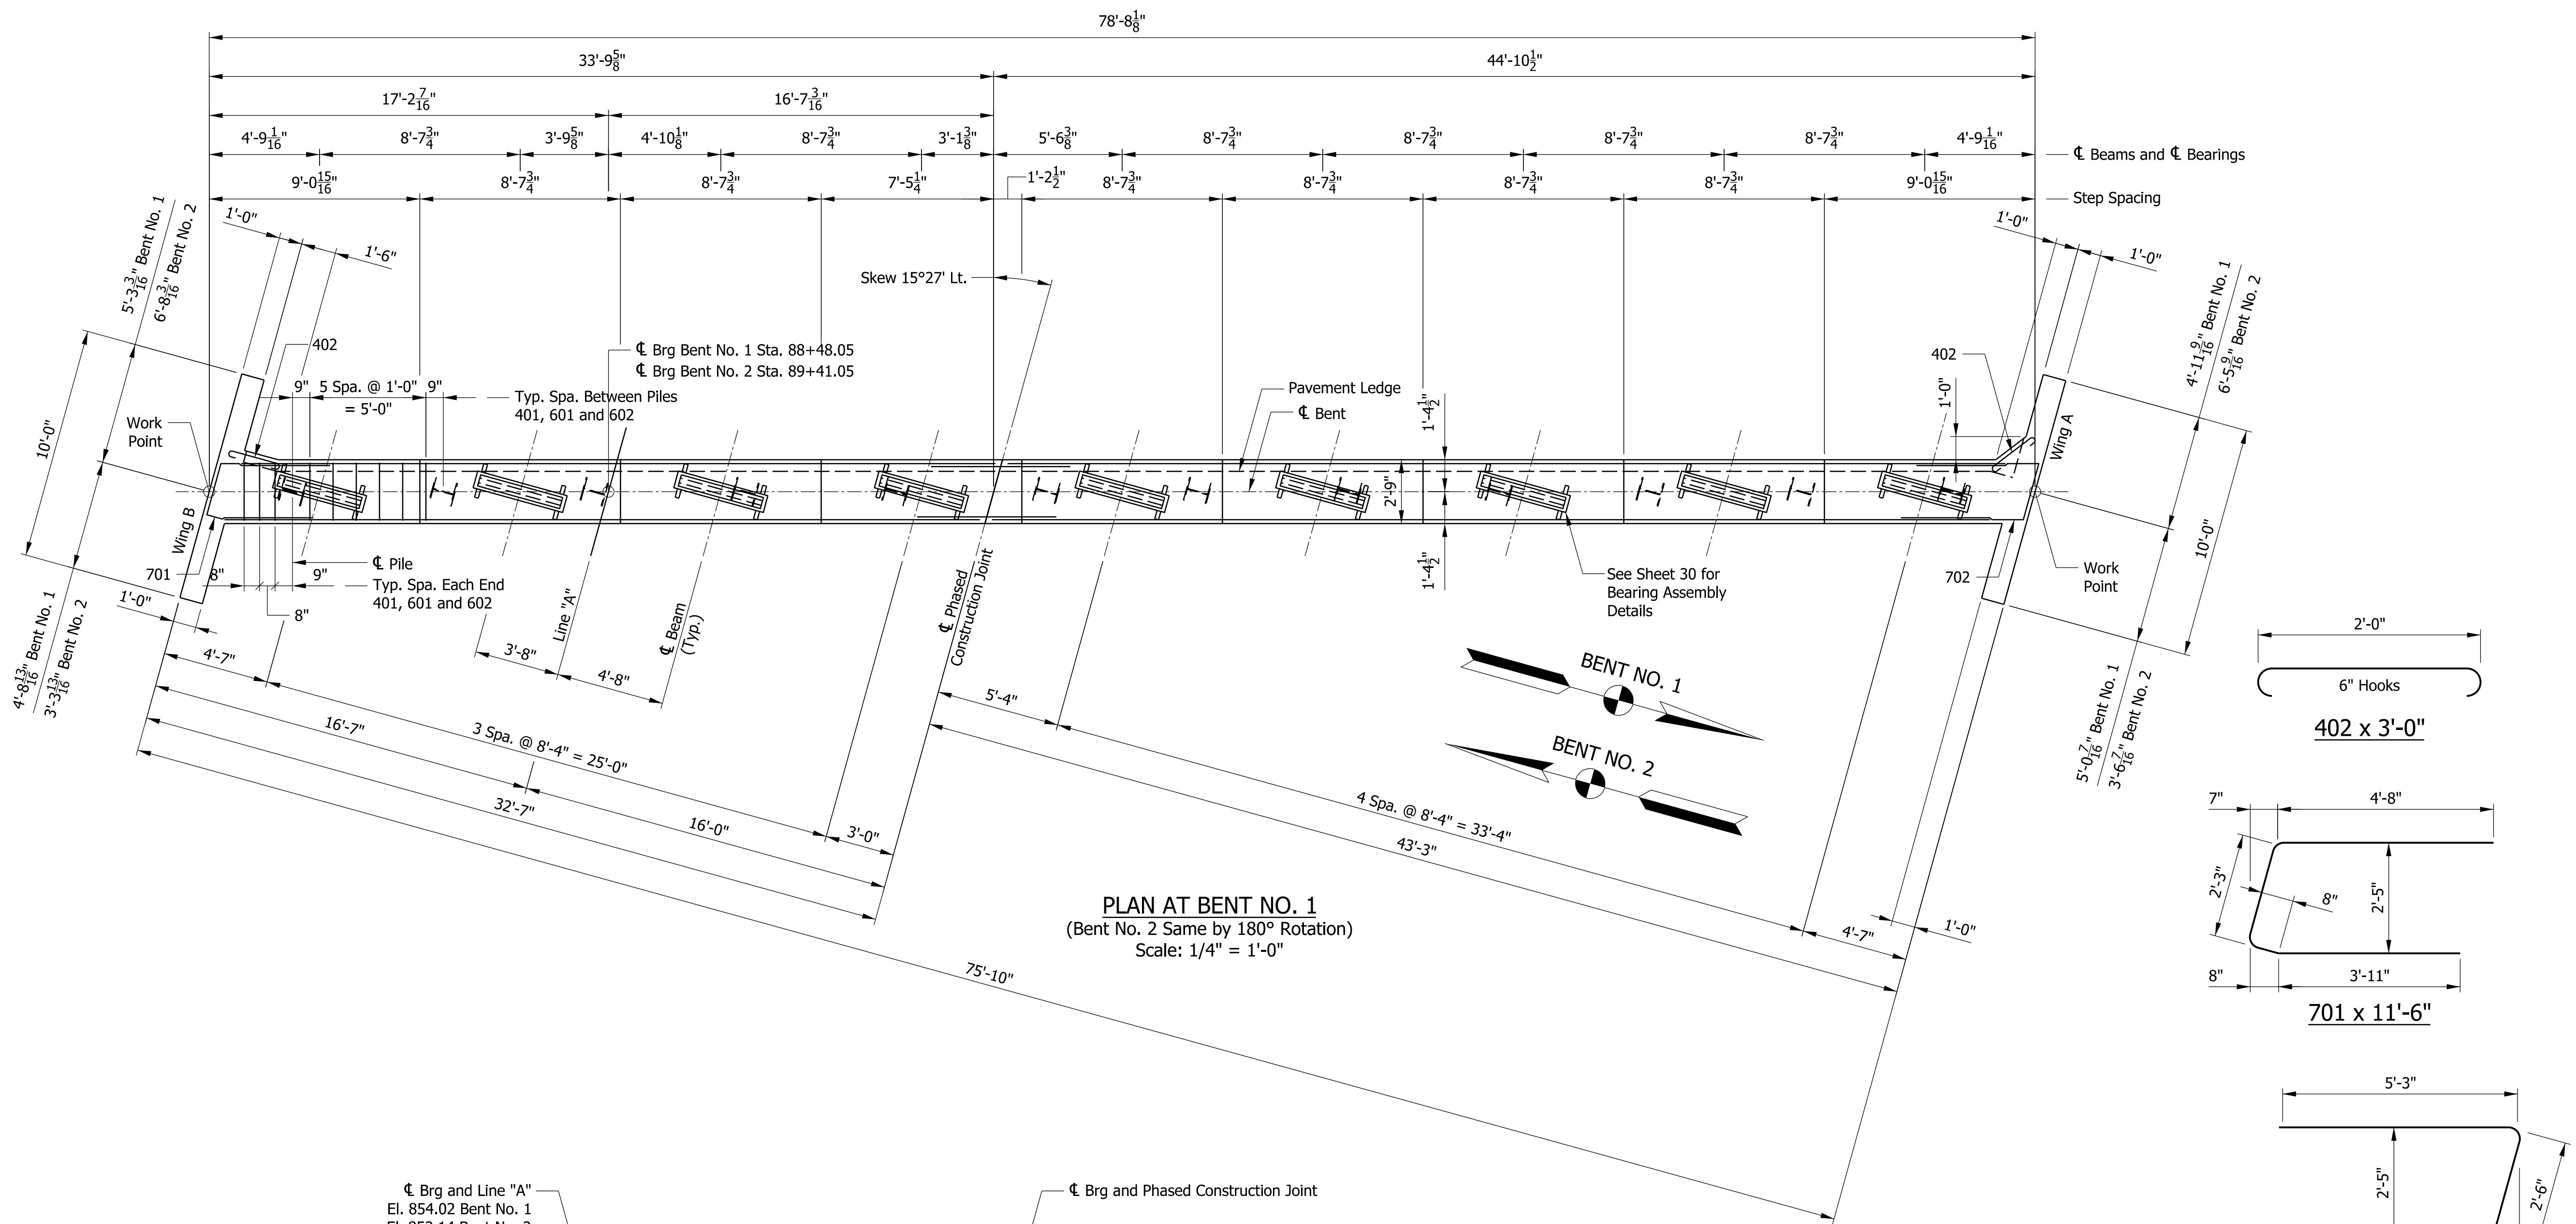 78'-8 1/8"
33'-9 5/8"
44'-10 1/2"
17'-2 7/16"
16'-7 3/16"
4'-9 1/16"
8'-7 3/4"
3'-9 5/8"
4'-10 1/8"
8'-7 3/4"
3'-1 3/8"
5'-6 3/8"
8'-7 3/4"
8'-7 3/4"
8'-7 3/4"
8'-7 3/4"
4'-9 1/16"
℄ Beams and ℄ Bearings
9'-0 15/16"
8'-7 3/4"
8'-7 3/4"
7'-5 1/4"
1'-2 1/2"
8'-7 3/4"
8'-7 3/4"
8'-7 3/4"
8'-7 3/4"
9'-0 15/16"
Step Spacing
5'-3 3/16" Bent No. 1
6'-8 3/16" Bent No. 2
1'-0"
1'-6"
Skew 15°27' Lt.
1'-0"
1'-0"
4'-11 9/16" Bent No. 1
6'-5 9/16" Bent No. 2
402
℄ Brg Bent No. 1 Sta. 88+48.05
℄ Brg Bent No. 2 Sta. 89+41.05
9"
5 Spa. @ 1'-0"
= 5'-0"
9"
Typ. Spa. Between Piles
401, 601 and 602
Pavement Ledge
℄ Bent
1'-4 1/2"
402
1'-0"
Work
Point
10'-0"
Wing B
Wing A
2'-9"
1'-4 1/2"
10'-0"
701
8"
9"
8"
℄ Pile
Typ. Spa. Each End
401, 601 and 602
1'-0"
4'-8 13/16" Bent No. 1
3'-3 13/16" Bent No. 2
Line "A"
℄ Beam
(Typ.)
℄ Phased
Construction Joint
See Sheet 30 for
Bearing Assembly
Details
702
Work
Point
5'-0 7/16" Bent No. 1
3'-6 7/16" Bent No. 2
4'-7"
3'-8"
4'-8"
5'-4"
BENT NO. 1
BENT NO. 2
16'-7"
3 Spa. @ 8'-4" = 25'-0"
32'-7"
16'-0"
3'-0"
4 Spa. @ 8'-4" = 33'-4"
43'-3"
4'-7"
1'-0"
75'-10"
PLAN AT BENT NO. 1
(Bent No. 2 Same by 180° Rotation)
Scale: 1/4" = 1'-0"
2'-0"
6" Hooks
402 x 3'-0"
7"
4'-8"
2'-3"
8"
2'-5"
8"
3'-11"
701 x 11'-6"
5'-3"
2'-5"
2'-6"
℄ Brg and Line "A"
El. 854.02 Bent No. 1
℄ Brg and Phased Construction Joint